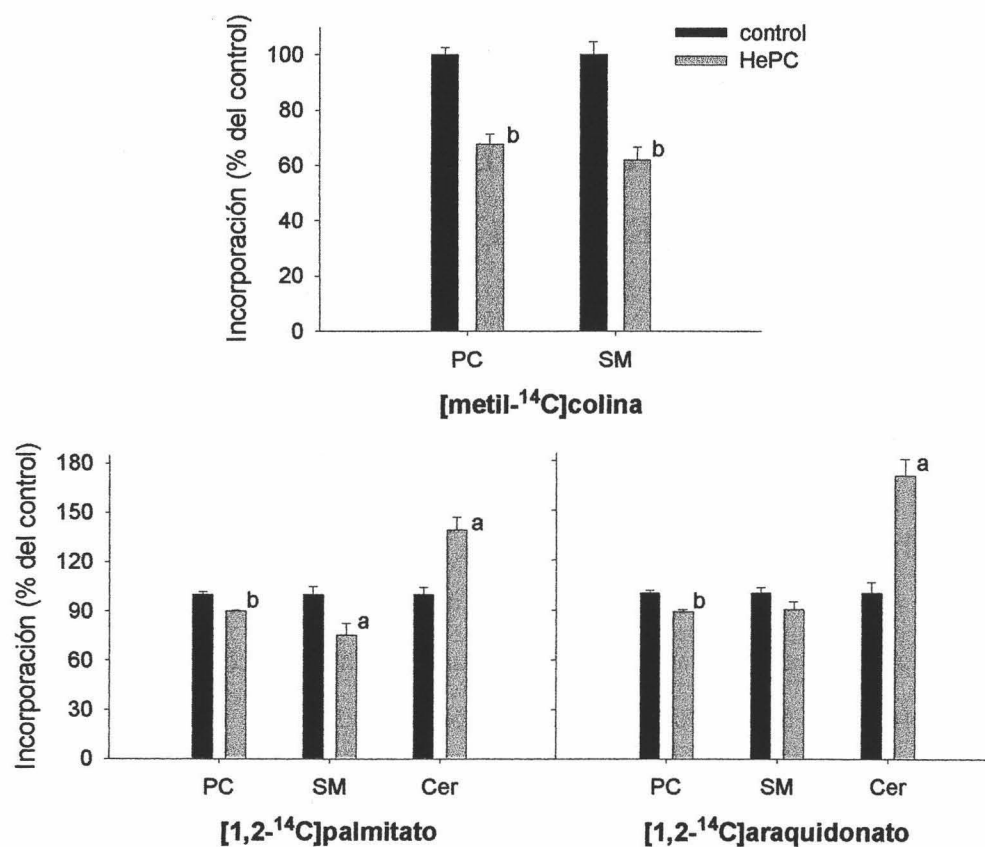 control
HePC
Incorporación (% del control)
100
80
60
40
20
0
b
b
PC SM
[metil-¹⁴C]colina
Incorporación (% del control)
180
150
120
90
60
30
0
b
a
a
PC SM Cer
[1,2-¹⁴C]palmitato
b
a
PC SM Cer
[1,2-¹⁴C]araquidonato